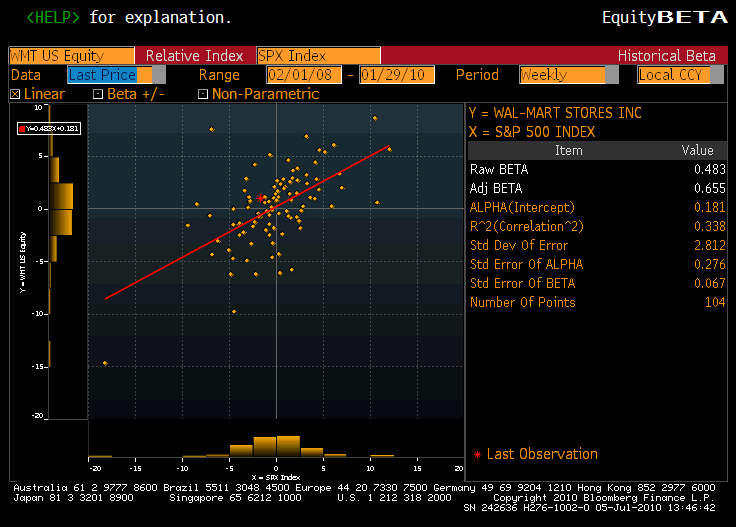 <HELP> for explanation.
EquityBETA
WMT US Equity Relative Index SPX Index Historical Beta
Data Last Price Range 02/01/08 - 01/29/10 Period Weekly Local CCY
Linear Beta +/- Non-Parametric
Y = WAL-MART STORES INC
X = S&P 500 INDEX
Item Value
Raw BETA 0.483
Adj BETA 0.655
ALPHA(Intercept) 0.181
R^2(Correlation^2) 0.338
Std Dev Of Error 2.812
Std Error Of ALPHA 0.276
Std Error Of BETA 0.067
Number Of Points 104
* Last Observation
Y=0.483X+0.181
10
5
0
-5
-10
-15
-20
Y = WMT US Equity
-20 -15 -10 -5 0 5 10 15 20
X = SPX Index
Australia 61 2 9777 8600 Brazil 5511 3048 4500 Europe 44 20 7330 7500 Germany 49 69 9204 1210 Hong Kong 852 2977 6000
Japan 81 3 3201 8900 Singapore 65 6212 1000 U.S. 1 212 318 2000 Copyright 2010 Bloomberg Finance L.P.
SN 242636 H276-1002-0 05-Jul-2010 13:46:42